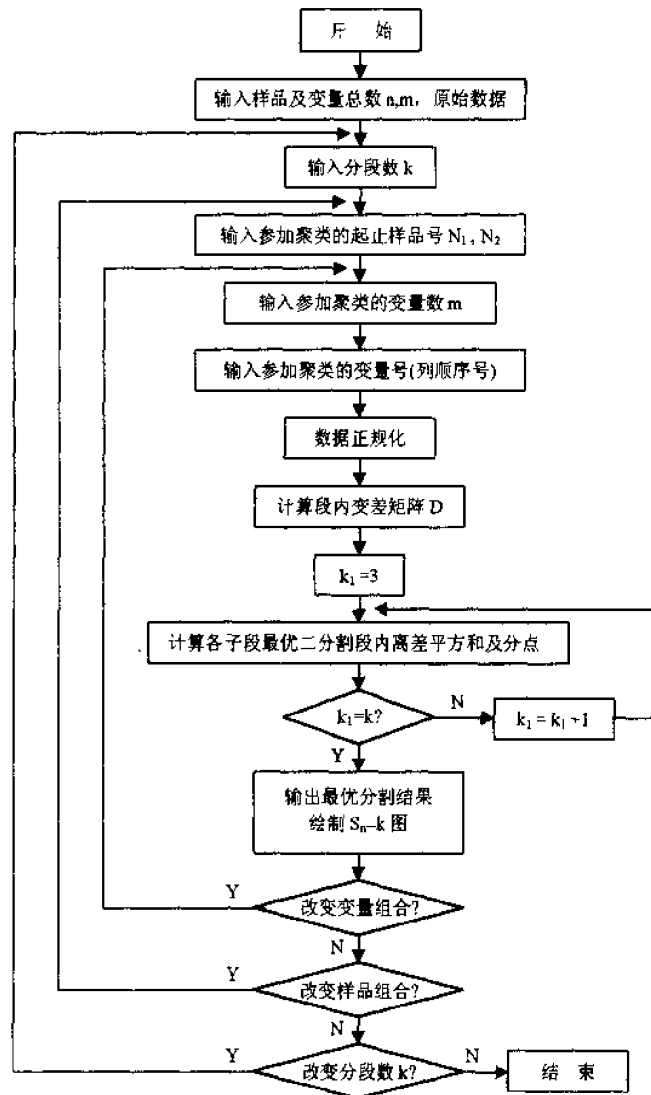 开 始
输入样品及变量总数 n,m，原始数据
输入分段数 k
输入参加聚类的起止样品号 N₁, N₂
输入参加聚类的变量数 m
输入参加聚类的变量号(列顺序号)
数据正规化
计算段内变差矩阵 D
k₁=3
计算各子段最优二分割段内离差平方和及分点
k₁=k?
N
k₁ = k₁+1
Y
输出最优分割结果
绘制 Sₙ–k 图
Y
改变变量组合?
N
Y
改变样品组合?
N
Y
改变分段数 k?
N
结 束